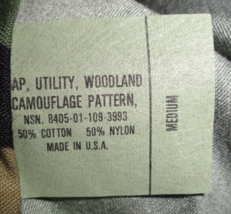 AP, UTILITY, WOODLAND
CAMOUFLAGE PATTERN,
NSN. 8405-01-109-3993
50% COTTON 50% NYLON
MADE IN U.S.A.
MEDIUM